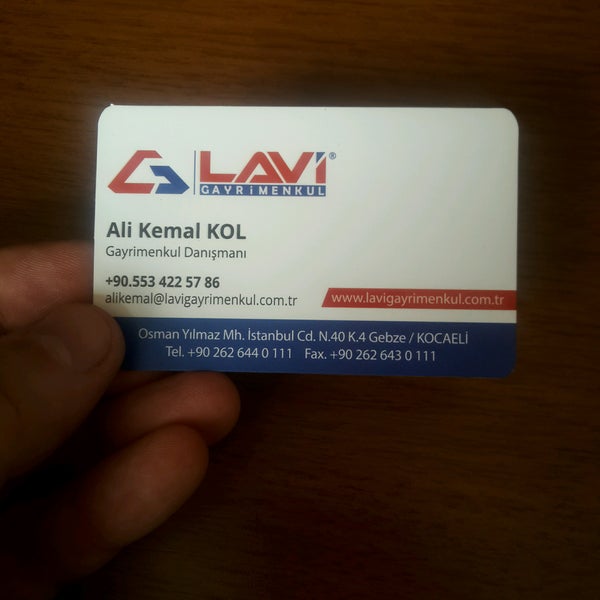 LAVİ®
GAYRİMENKUL
Ali Kemal KOL
Gayrimenkul Danışmanı
+90.553 422 57 86
alikemal@lavigayrimenkul.com.tr
www.lavigayrimenkul.com.tr
Osman Yılmaz Mh. İstanbul Cd. N.40 K.4 Gebze / KOCAELİ
Tel. +90 262 644 0 111 Fax. +90 262 643 0 111